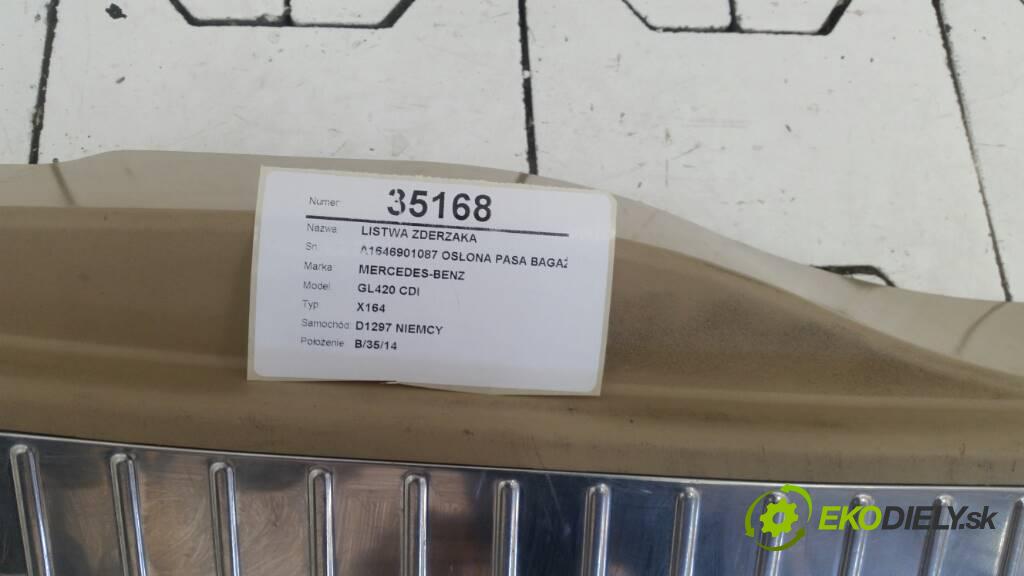 Numer: 35168
Nazwa: LISTWA ZDERZAKA
Sn: A1646901087 OSLONA PASA BAGAŻ
Marka: MERCEDES-BENZ
Model: GL420 CDI
Typ X164
Samochód: D1297 NIEMCY
Położenie: B/35/14
EKODIELY.sk